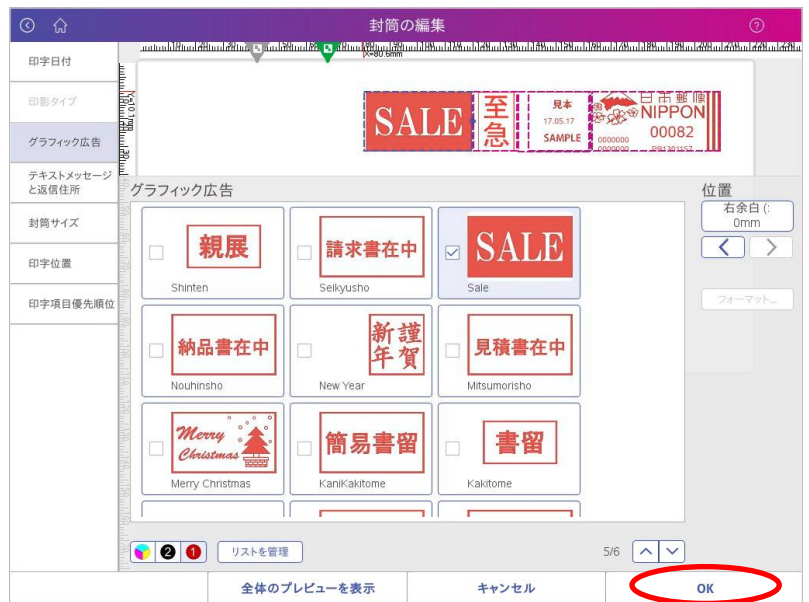 封筒の編集
印字日付
印影タイプ
グラフィック広告
テキストメッセージ
と返信住所
封筒サイズ
印字位置
印字項目優先順位
X=80.6mm
SALE
至急
見本
17.05.17
SAMPLE
NIPPON
0000000
00082
グラフィック広告
位置
右余白 (:
0mm
フォーマット...
親展
Shinten
請求書在中
Seikyusho
SALE
Sale
納品書在中
Nouhinsho
新年
謹賀
New Year
見積書在中
Mitsumorisho
Merry
Christmas
Merry Christmas
簡易書留
KaniKakitome
書留
Kakitome
2
1
リストを管理
5/6
全体のプレビューを表示
キャンセル
OK